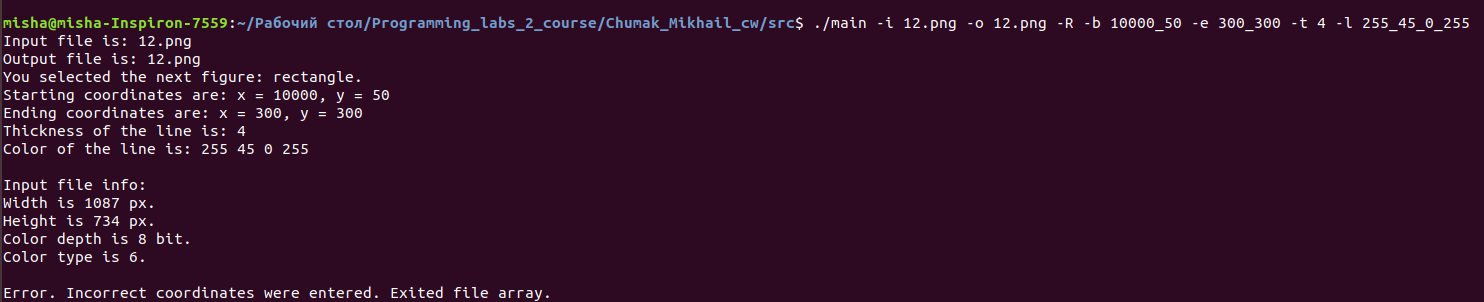 misha@misha-Inspiron-7559:~/Рабочий стол/Programming_labs_2_course/Chumak_Mikhail_cw/src$ ./main -i 12.png -o 12.png -R -b 10000_50 -e 300_300 -t 4 -l 255_45_0_255
Input file is: 12.png
Output file is: 12.png
You selected the next figure: rectangle.
Starting coordinates are: x = 10000, y = 50
Ending coordinates are: x = 300, y = 300
Thickness of the line is: 4
Color of the line is: 255 45 0 255
Input file info:
Width is 1087 px.
Height is 734 px.
Color depth is 8 bit.
Color type is 6.
Error. Incorrect coordinates were entered. Exited file array.